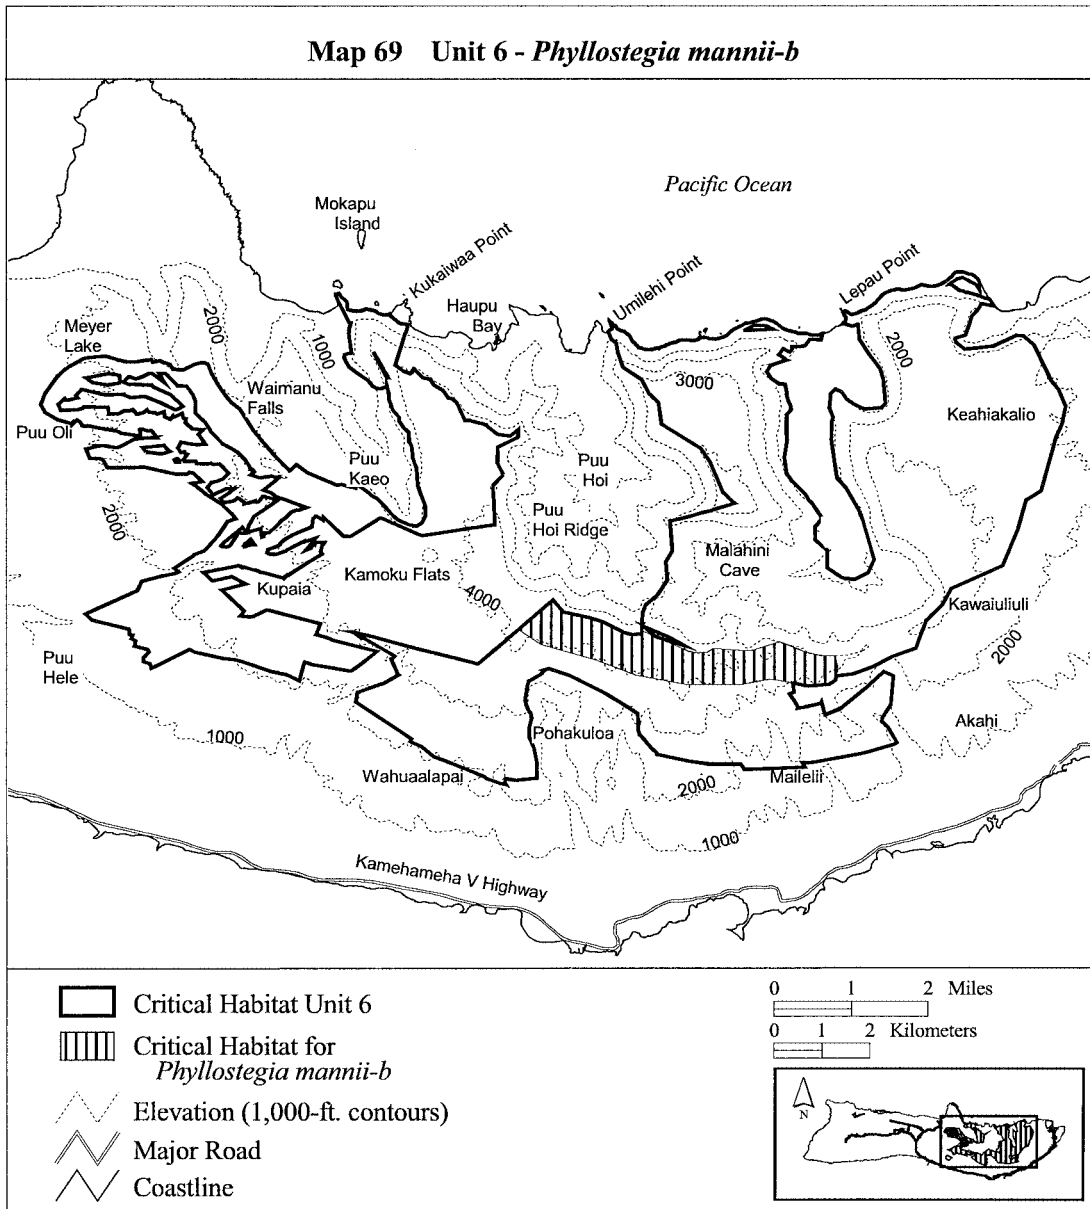 Map 69 Unit 6 - Phyllostegia mannii-b
Pacific Ocean
Mokapu
Island
Kukaiwaa Point
Haupu
Bay
Umilehi Point
Lepau Point
Meyer
Lake
2000
1000
2000
3000
Waimanu
Falls
Keahiakalio
Puu Oli
Puu
Kaeo
Puu
Hoi
2000
Puu
Hoi Ridge
Malahini
Cave
Kupaia
Kamoku Flats
4000
Kawaiuliuli
2000
Puu
Hele
1000
Pohakuloa
Akahi
Wahuaalapai
2000
Mailelii
1000
Kamehameha V Highway
Critical Habitat Unit 6
Critical Habitat for
Phyllostegia mannii-b
Elevation (1,000-ft. contours)
Major Road
Coastline
0 1 2 Miles
0 1 2 Kilometers
N